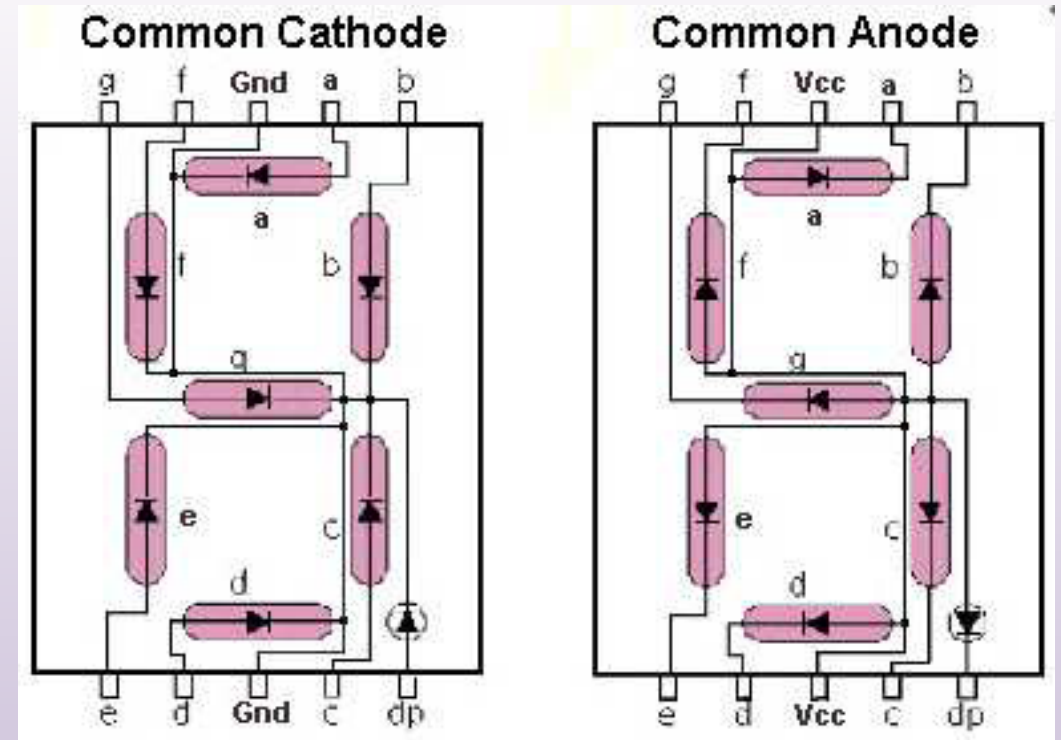 Common Cathode
Common Anode
g f Gnd a b
g f Vcc a b
a
a
f b
f b
g
g
e c
e c
d
d
e d Gnd c dp
e d Vcc c dp